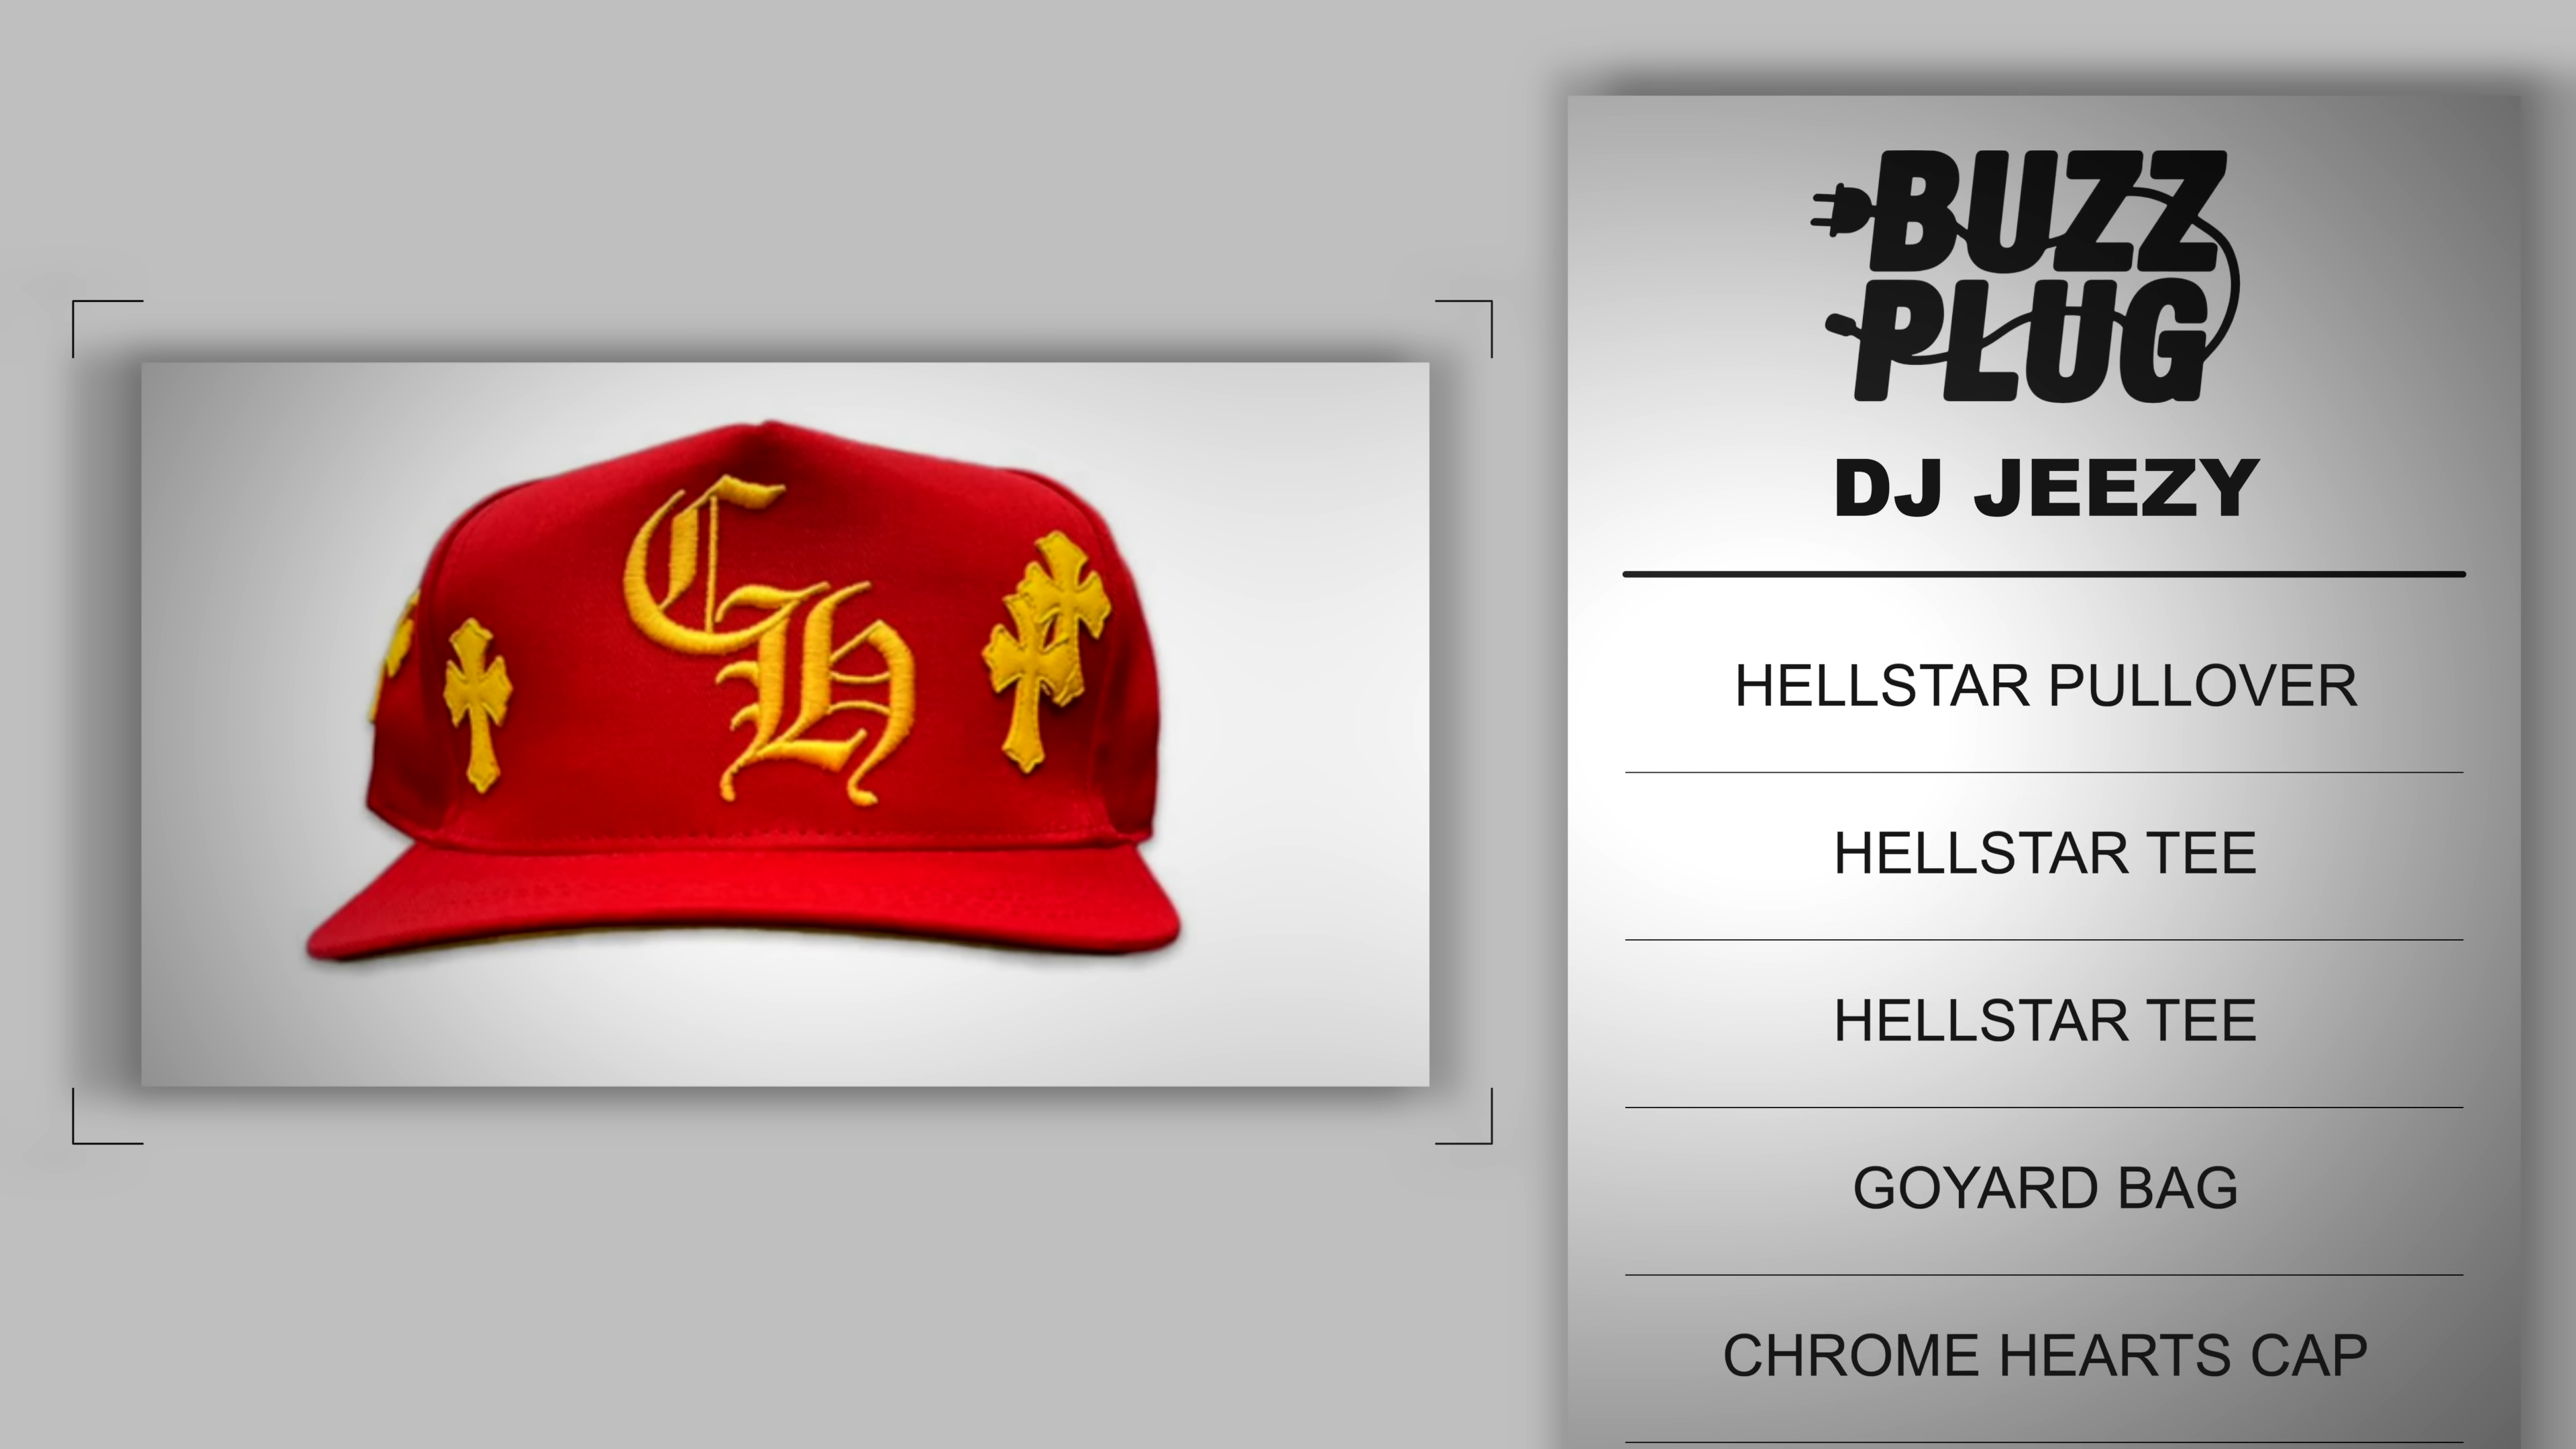 CH
BUZZ
PLUG
DJ JEEZY
HELLSTAR PULLOVER
HELLSTAR TEE
HELLSTAR TEE
GOYARD BAG
CHROME HEARTS CAP